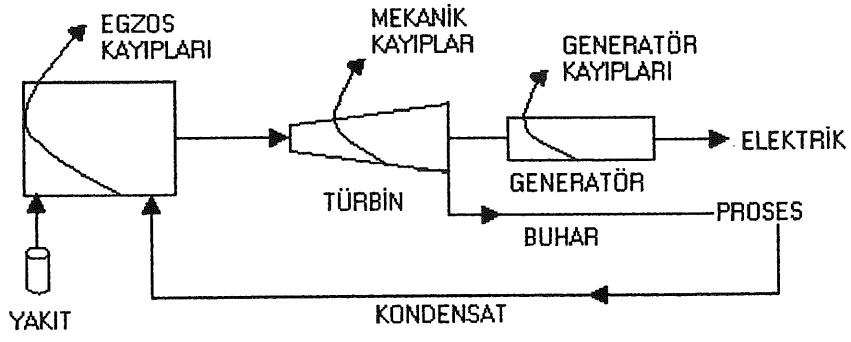 EGZOS
KAYIPLARI
MEKANİK
KAYIPLAR
GENERATÖR
KAYIPLARI
ELEKTRİK
TÜRBİN
GENERATÖR
PROSES
BUHAR
KONDENSAT
YAKIT